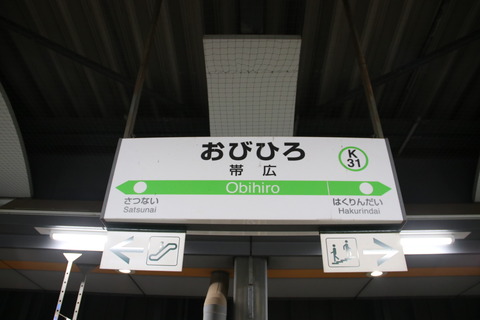 おびひろ
K
31
帯広
Obihiro
さつない
Satsunai
はくりんだい
Hakurindai